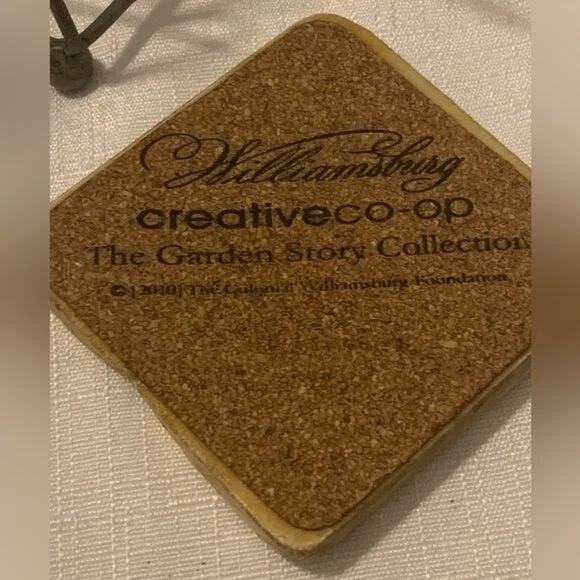 Williamsburg
creativeco-op
The Garden Story Collection
© [2010] The Colonial Williamsburg Foundation